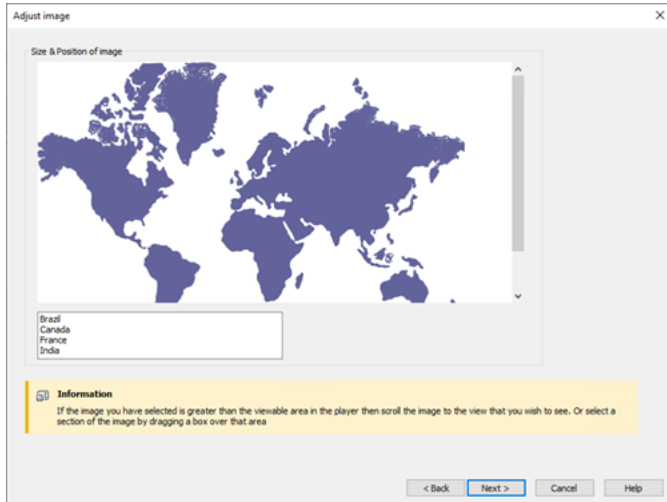 Adjust image
Size & Position of image
Brazil
Canada
France
India
Information
If the image you have selected is greater than the viewable area in the player then scroll the image to the view that you wish to see. Or select a
section of the image by dragging a box over that area
< Back
Next >
Cancel
Help